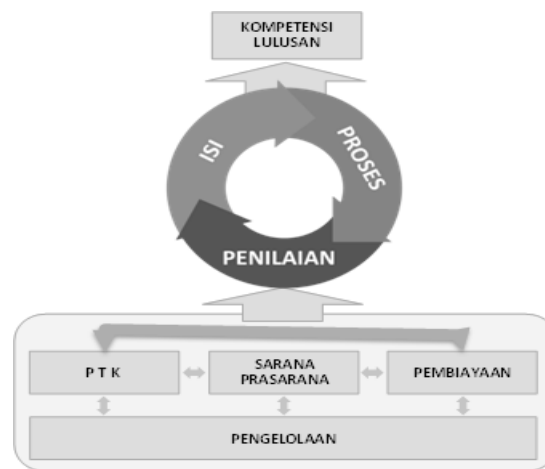 KOMPETENSI
LULUSAN
ISI
PROSES
PENILAIAN
P T K
SARANA
PRASARANA
PEMBIAYAAN
PENGELOLAAN